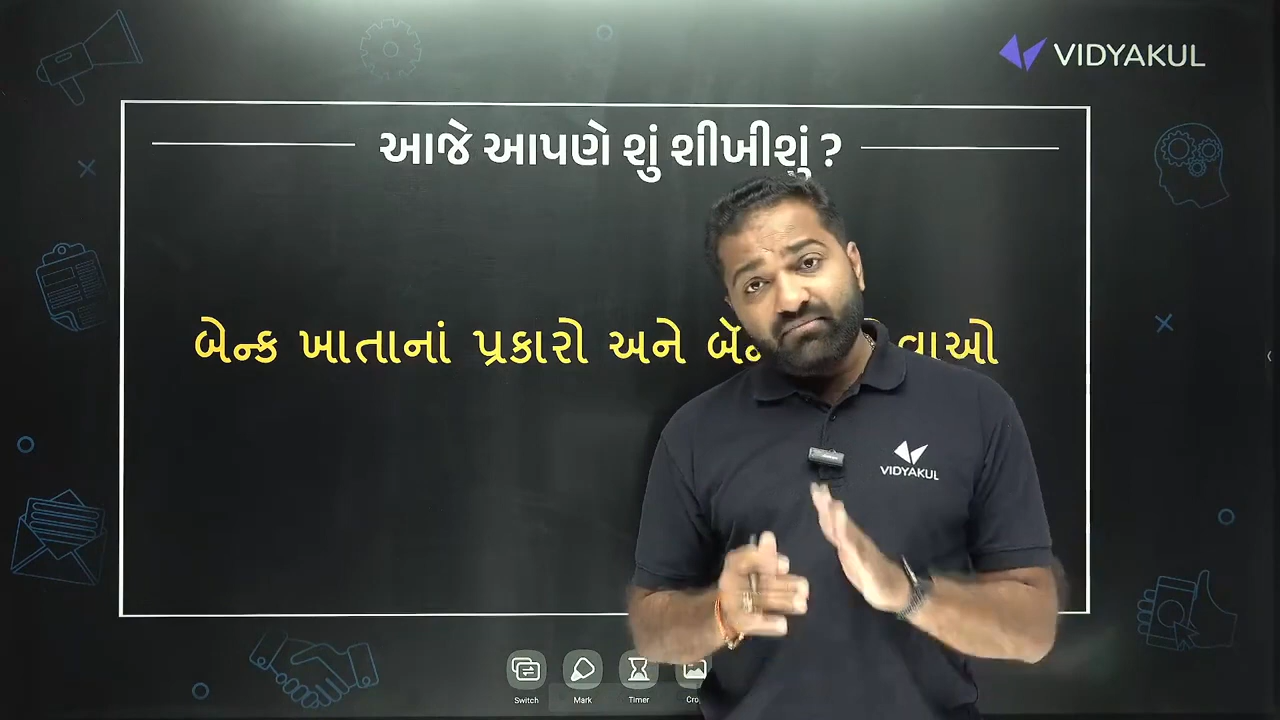 VIDYAKUL
આજે આપણે શું શીખીશું ?
બેન્ક ખાતાનાં પ્રકારો અને
VIDYAKUL
Switch Mark Timer